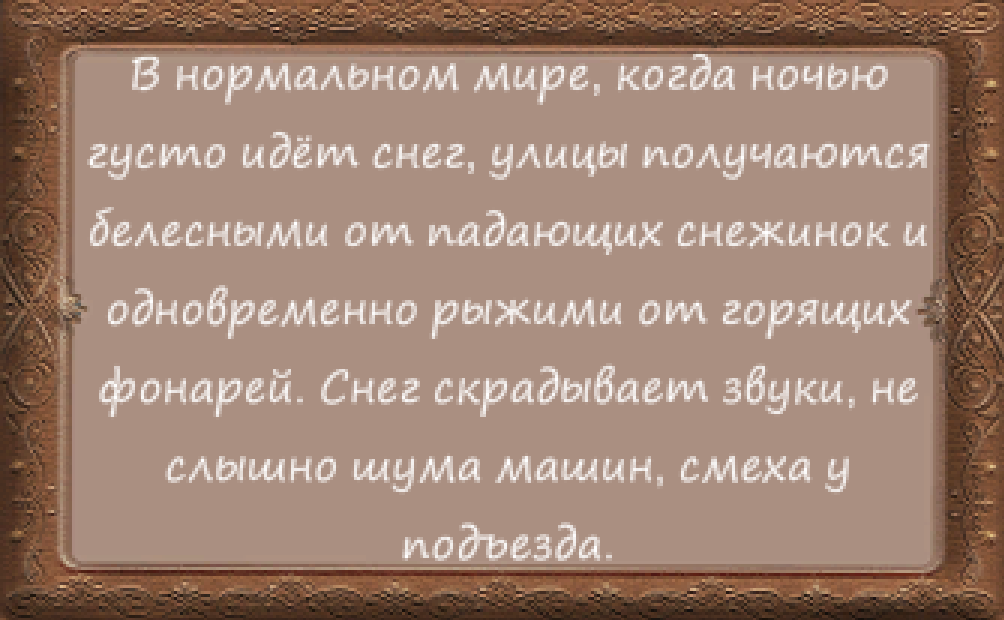 В нормальном мире, когда ночью
густо идёт снег, улицы получаются
белесными от падающих снежинок и
одновременно рыжими от горящих
фонарей. Снег скрадывает звуки, не
слышно шума машин, смеха у
подъезда.